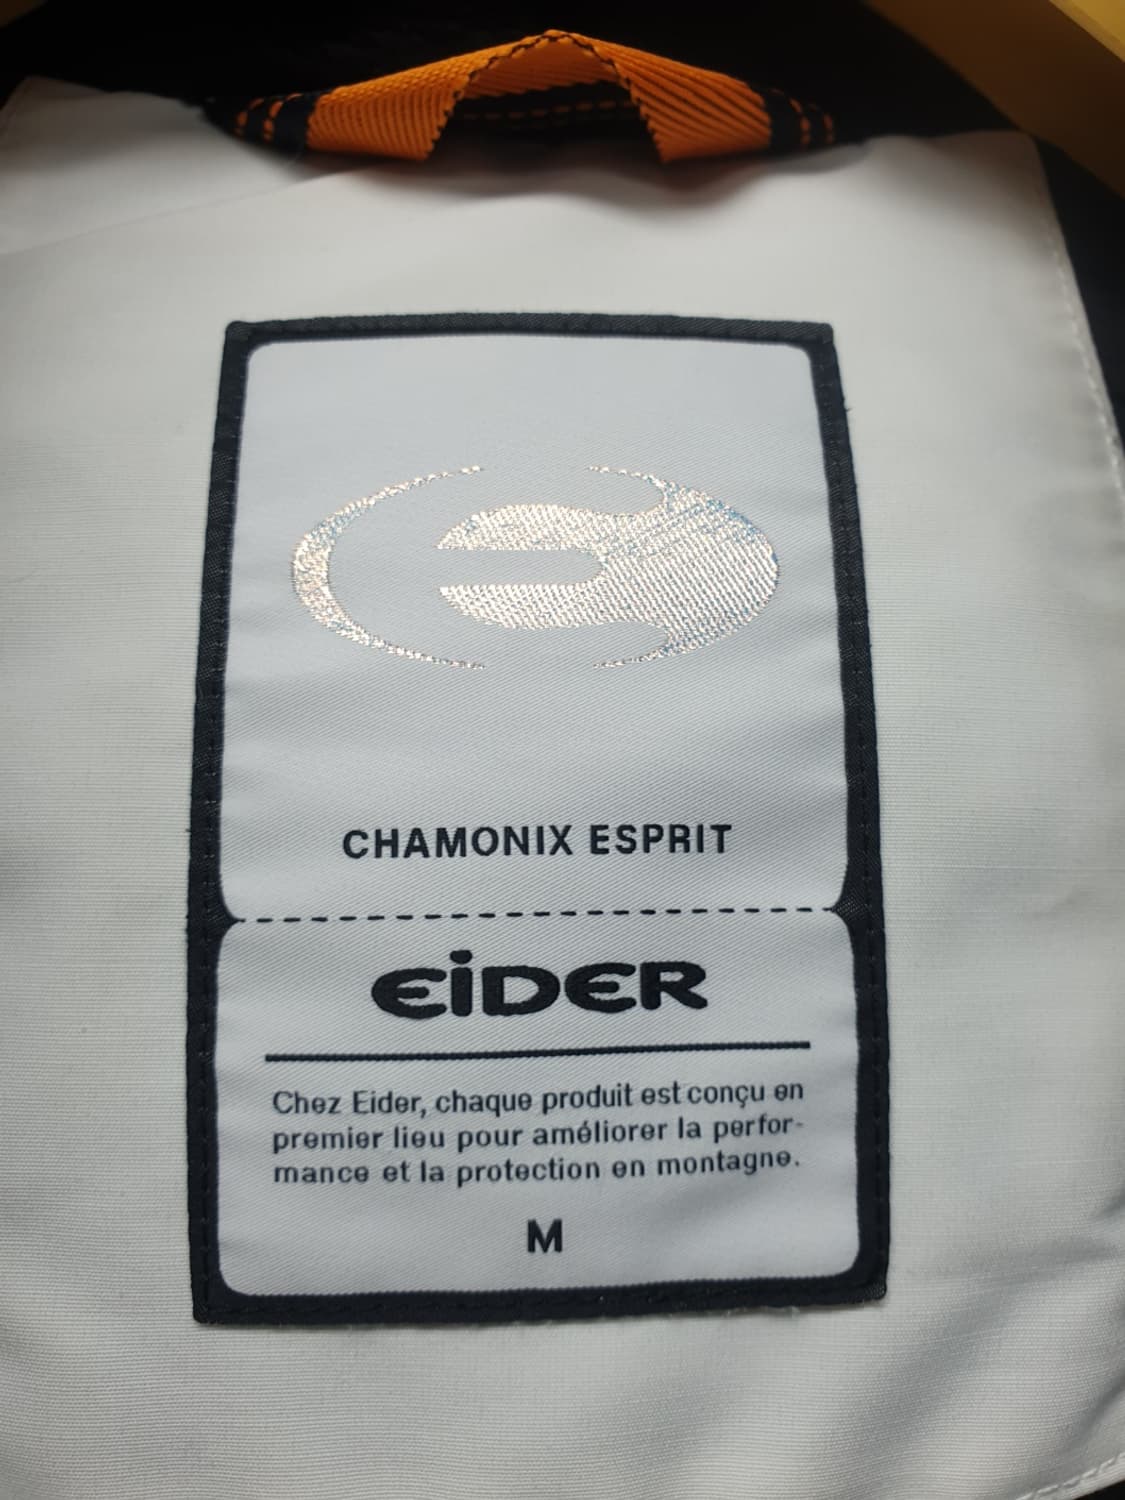 CHAMONIX ESPRIT
EiDER
Chez Eider, chaque produit est conçu en
premier lieu pour améliorer la perfor-
mance et la protection en montagne.
M